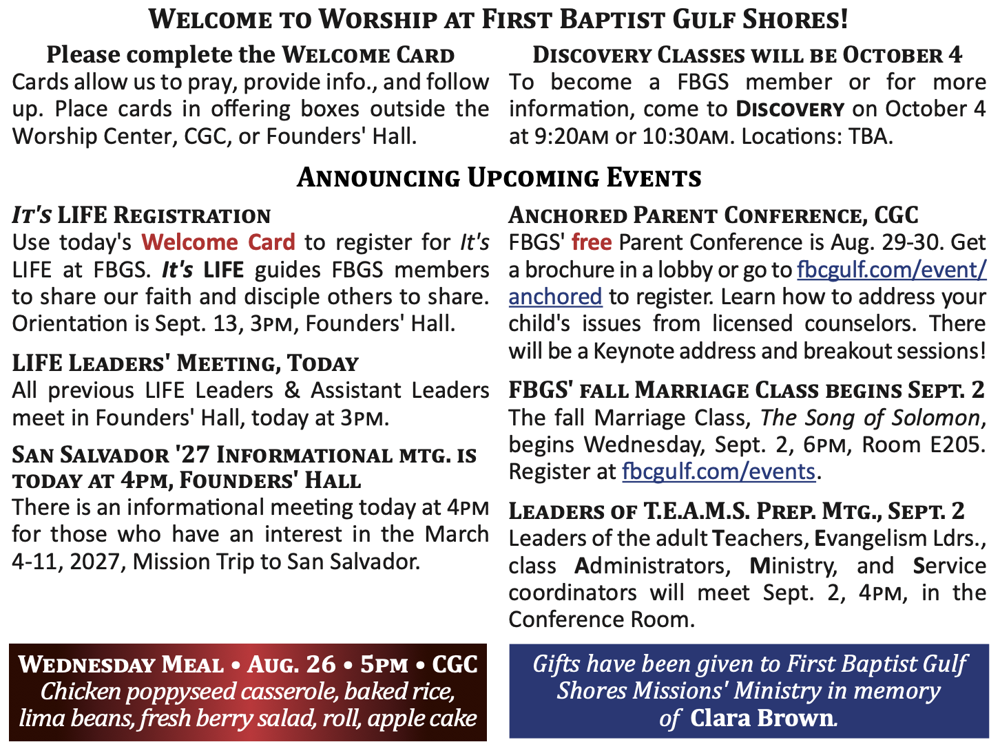 WELCOME TO WORSHIP AT FIRST BAPTIST GULF SHORES!
Please complete the WELCOME CARD
Cards allow us to pray, provide info., and follow
up. Place cards in offering boxes outside the
Worship Center, CGC, or Founders' Hall.
DISCOVERY CLASSES WILL BE OCTOBER 4
To become a FBGS member or for more
information, come to DISCOVERY on October 4
at 9:20AM or 10:30AM. Locations: TBA.
ANNOUNCING UPCOMING EVENTS
IT'S LIFE REGISTRATION
Use today's Welcome Card to register for It's
LIFE at FBGS. It's LIFE guides FBGS members
to share our faith and disciple others to share.
Orientation is Sept. 13, 3PM, Founders' Hall.
LIFE LEADERS' MEETING, TODAY
All previous LIFE Leaders & Assistant Leaders
meet in Founders' Hall, today at 3PM.
SAN SALVADOR '27 INFORMATIONAL MTG. IS
TODAY AT 4PM, FOUNDERS' HALL
There is an informational meeting today at 4PM
for those who have an interest in the March
4-11, 2027, Mission Trip to San Salvador.
WEDNESDAY MEAL • AUG. 26 • 5PM • CGC
Chicken poppyseed casserole, baked rice,
lima beans, fresh berry salad, roll, apple cake
ANCHORED PARENT CONFERENCE, CGC
FBGS' free Parent Conference is Aug. 29-30. Get
a brochure in a lobby or go to fbcgulf.com/event/
anchored to register. Learn how to address your
child's issues from licensed counselors. There
will be a Keynote address and breakout sessions!
FBGS' FALL MARRIAGE CLASS BEGINS SEPT. 2
The fall Marriage Class, The Song of Solomon,
begins Wednesday, Sept. 2, 6PM, Room E205.
Register at fbcgulf.com/events.
LEADERS OF T.E.A.M.S. PREP. MTG., SEPT. 2
Leaders of the adult Teachers, Evangelism Ldrs.,
class Administrators, Ministry, and Service
coordinators will meet Sept. 2, 4PM, in the
Conference Room.
Gifts have been given to First Baptist Gulf
Shores Missions' Ministry in memory
of Clara Brown.